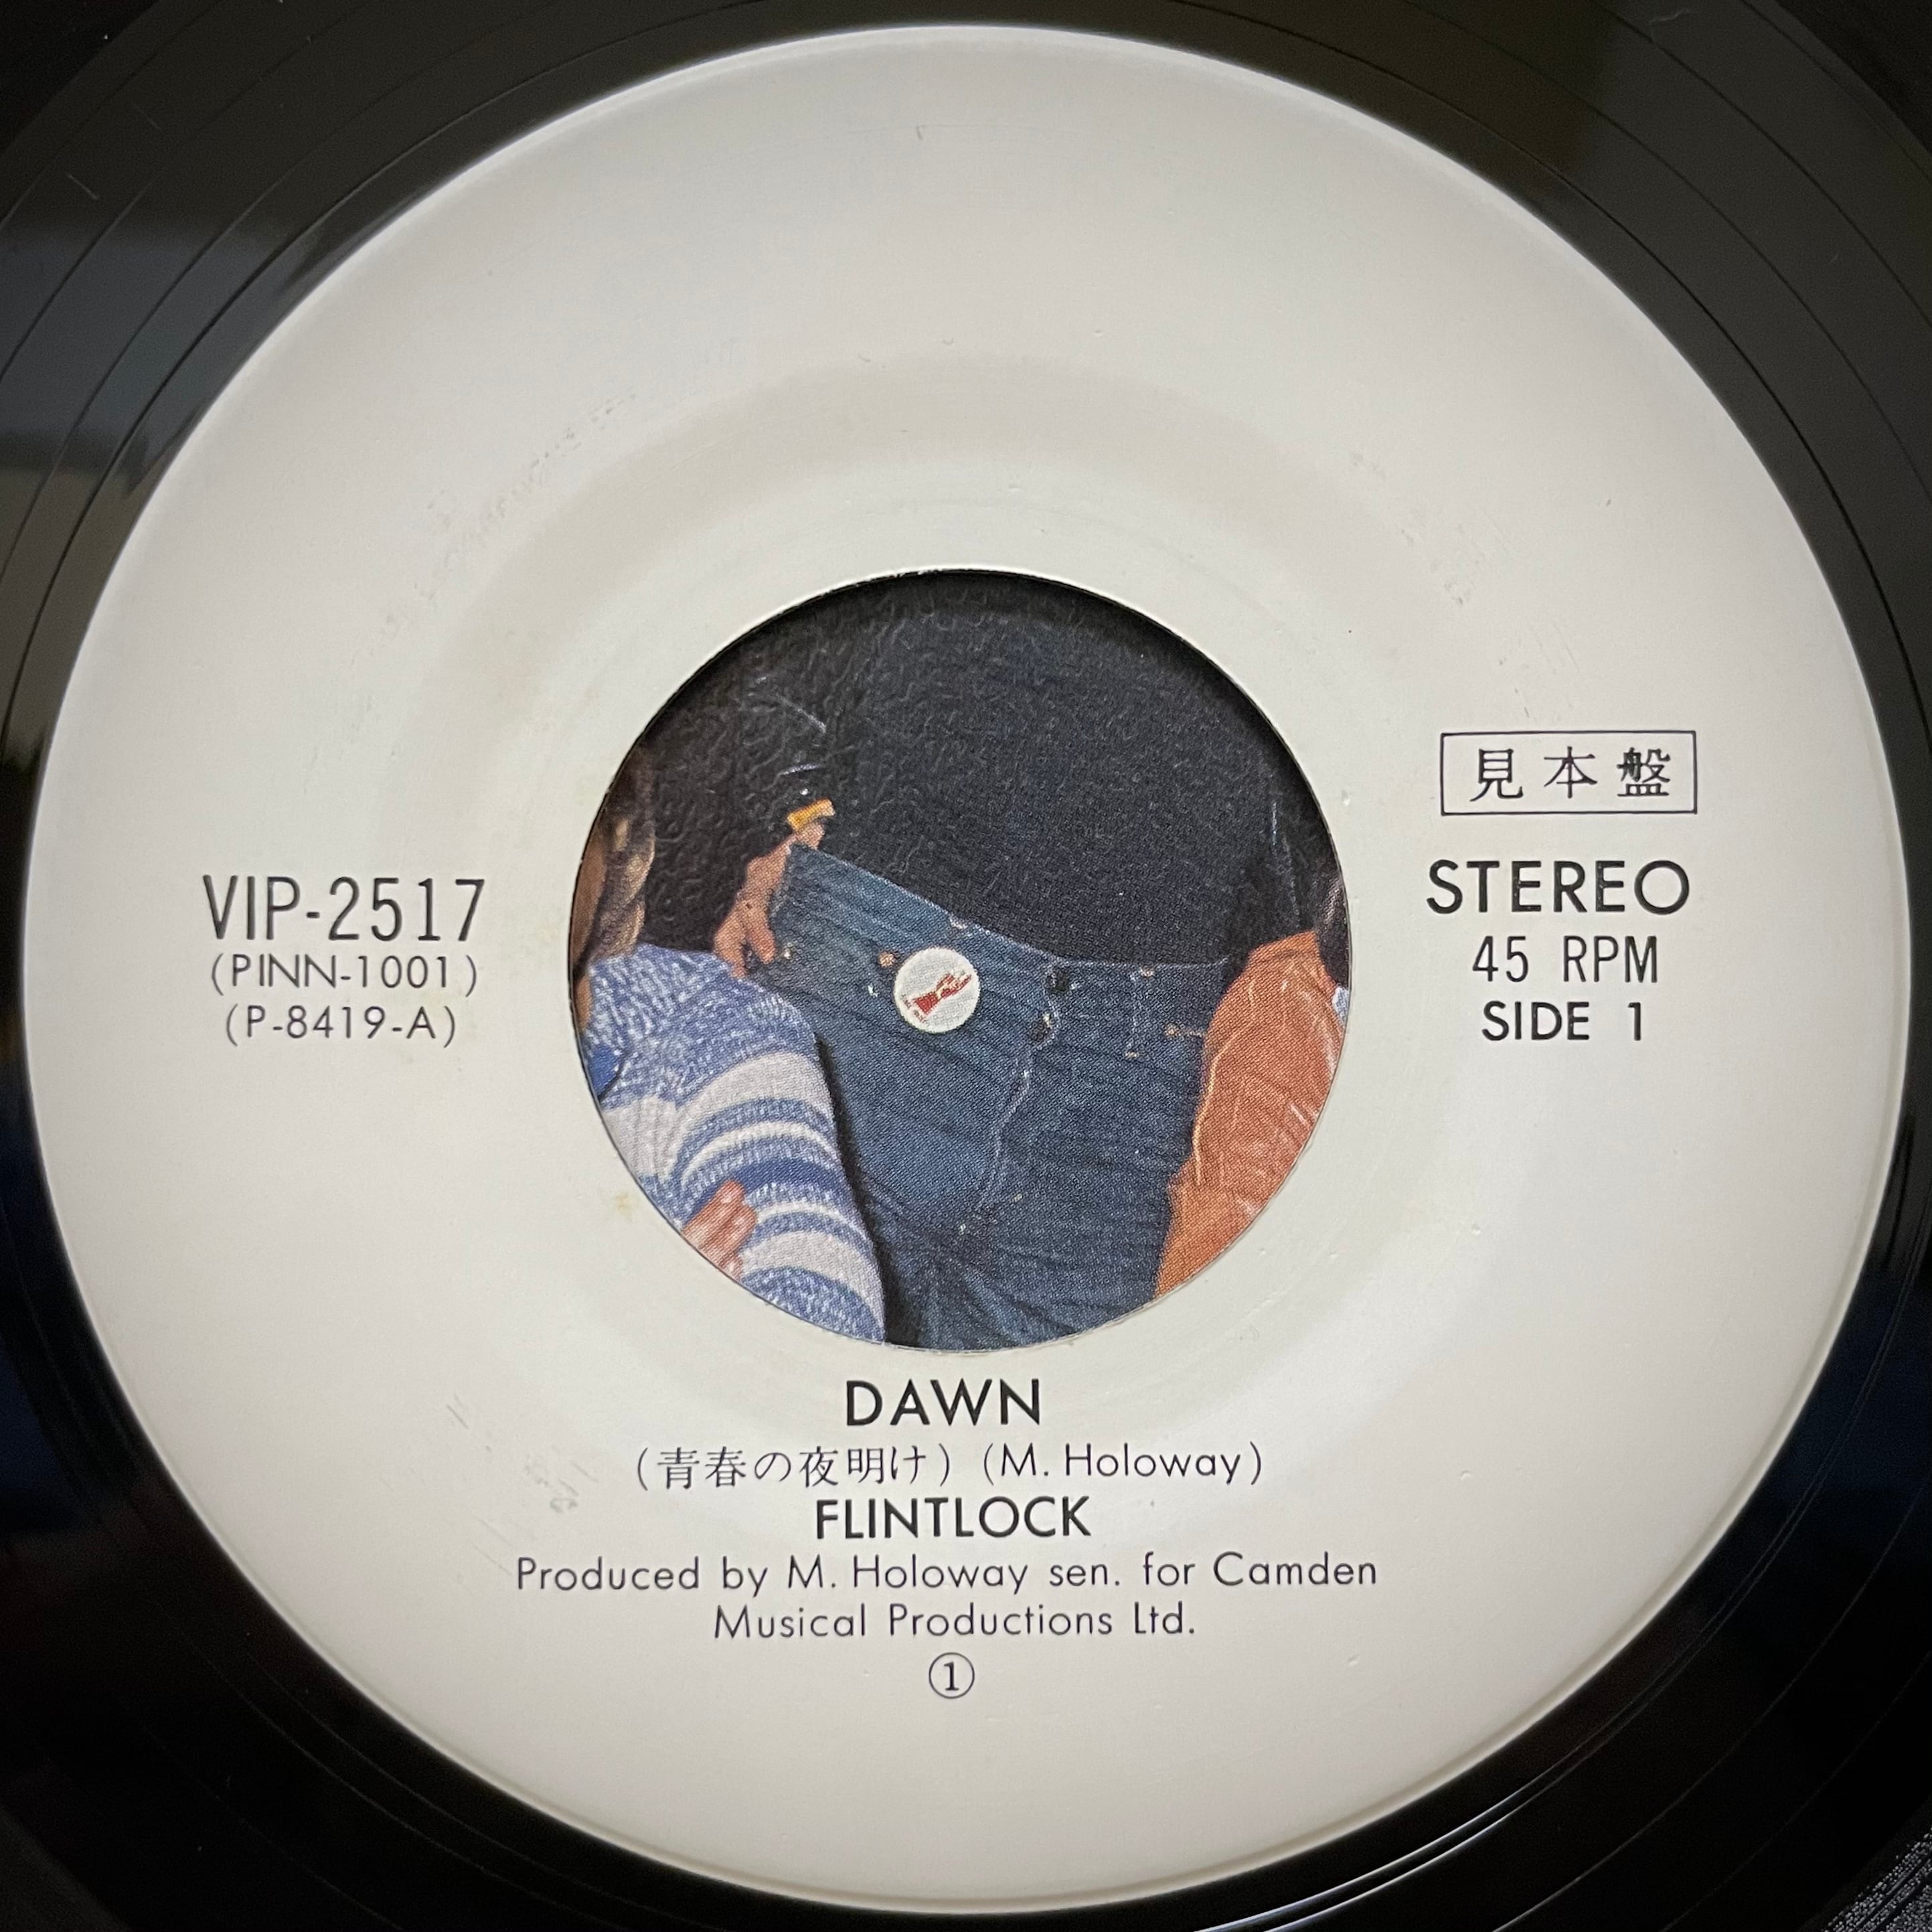 見本盤
VIP-2517
(PINN-1001)
(P-8419-A)
STEREO
45 RPM
SIDE 1
DAWN
(青春の夜明け) (M. Holoway)
FLINTLOCK
Produced by M. Holoway sen. for Camden
Musical Productions Ltd.
①